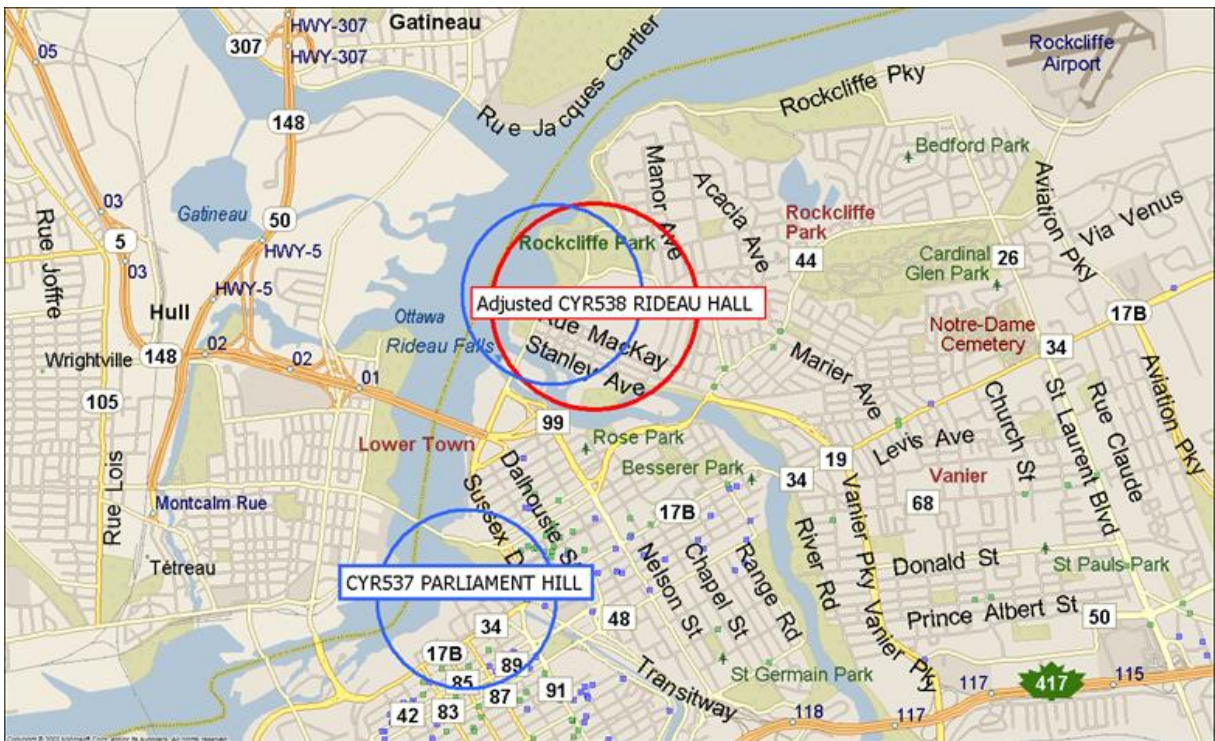 Gatineau
HWY-307
307
HWY-307
Rockcliffe
Airport
05
Rue Jacques Cartier
Rockcliffe Pky
148
Bedford Park
Manor Ave
Acacia Ave
Aviation Pky
Via Venus
Gatineau
50
03
5
HWY-5
03
Rue Joffre
Rockcliffe Park
Rockcliffe
Park
44
Cardinal
Glen Park
26
HWY-5
Hull
Adjusted CYR538 RIDEAU HALL
17B
Ottawa
Rideau Falls
Rue MacKay
Stanley Ave
Notre-Dame
Cemetery
34
Wrightville
148
02
02
01
Marier Ave
Aviation Pky
105
Rue Lois
99
Lower Town
Rose Park
Besserer Park
Levis Ave
Church St
St Laurent Blvd
Rue Claude
19
34
Vanier
68
Montcalm Rue
Sussex D
Dalhousie St
17B
Vanier Pky
Vanier Pky
River Rd
Tétreau
CYR537 PARLIAMENT HILL
Nelson St
Chapel St
Range Rd
Donald St
St Pauls Park
Prince Albert St
50
34
48
17B
89
85
87
91
42
83
Transitway
St Germain Park
117
417
115
118
117